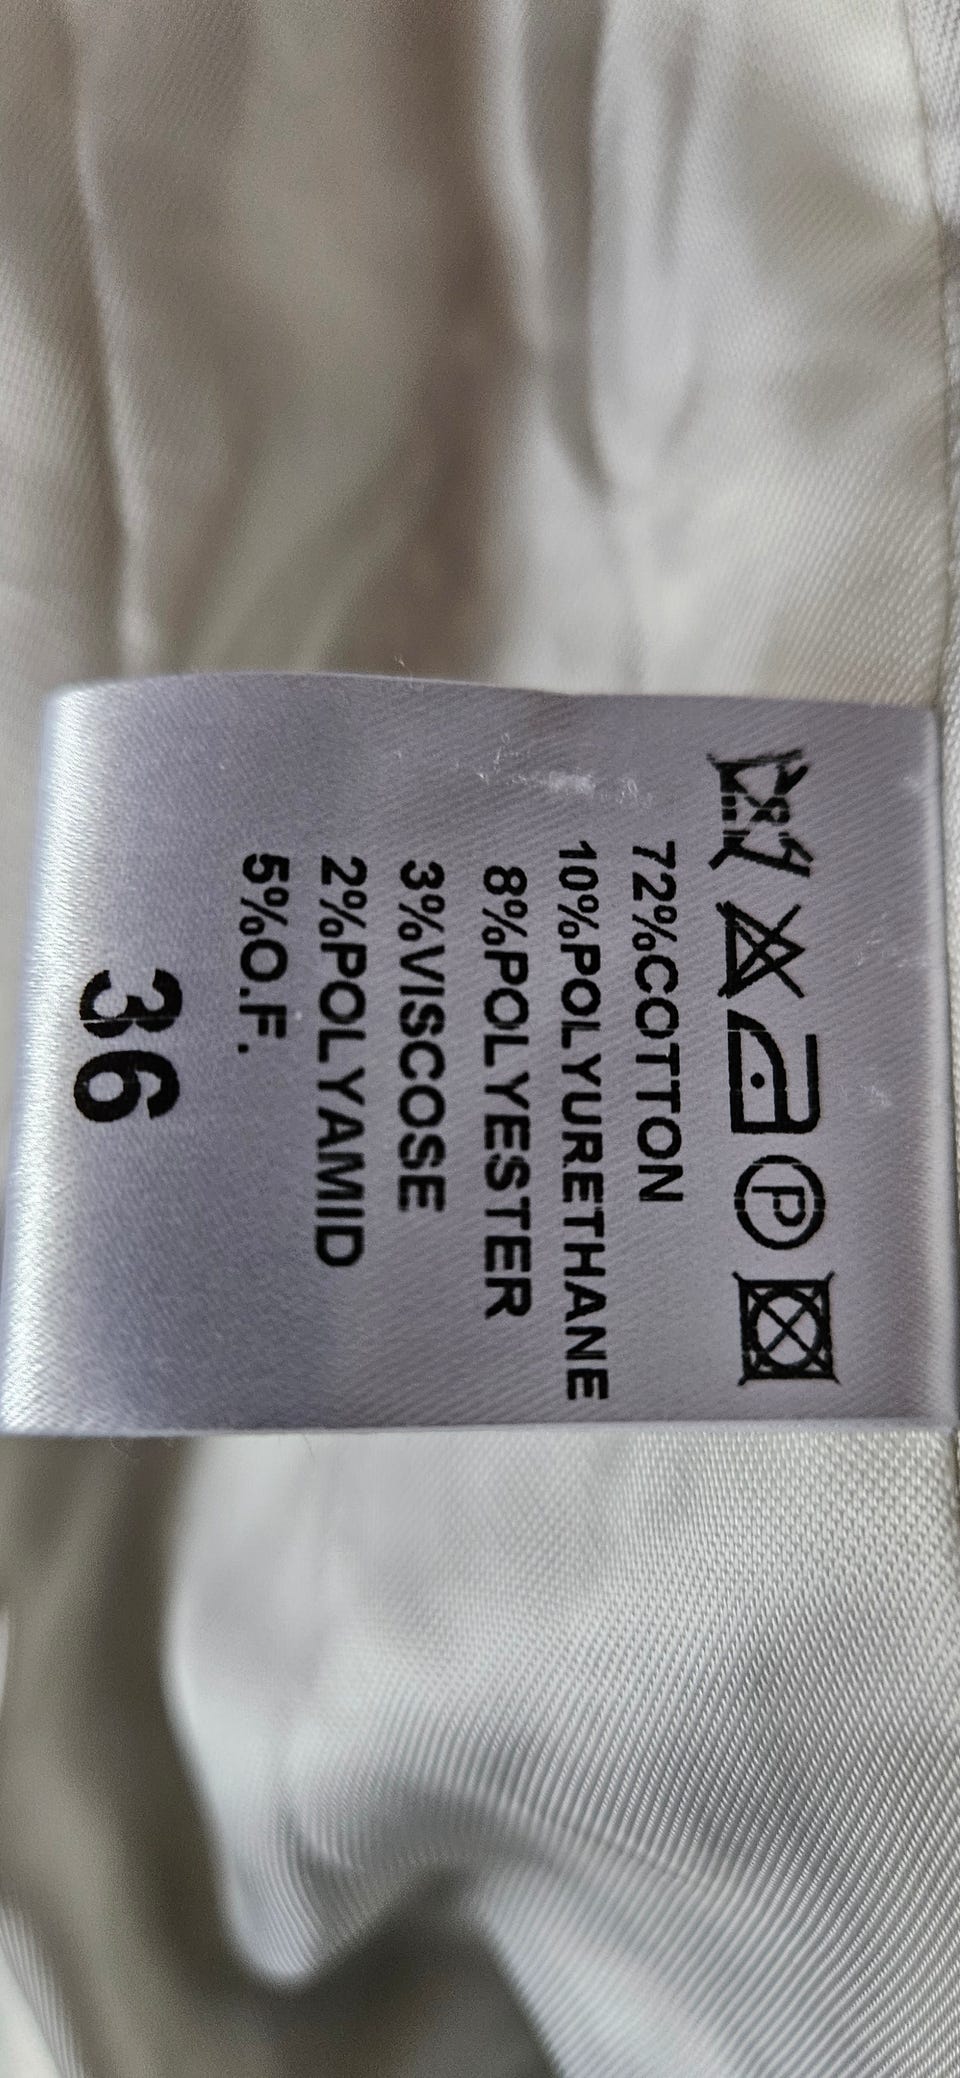 P
72%COTTON
10%POLYURETHANE
8%POLYESTER
3%VISCOSE
2%POLYAMID
5%O.F.
36